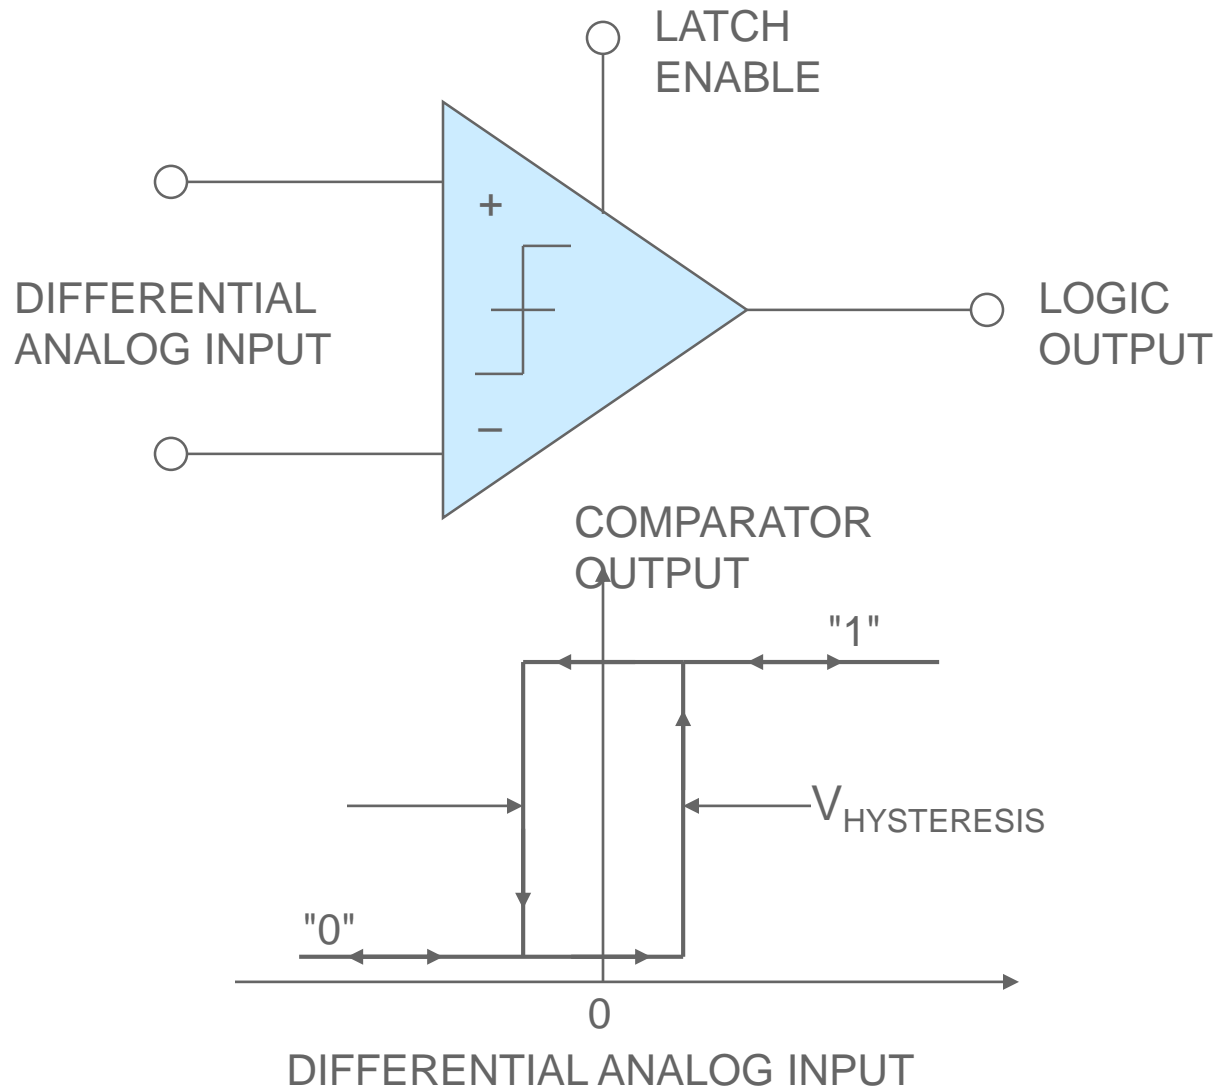 LATCH
ENABLE
+
DIFFERENTIAL
ANALOG INPUT
LOGIC
OUTPUT
−
COMPARATOR
OUTPUT
"1"
VHYSTERESIS
"0"
0
DIFFERENTIAL ANALOG INPUT